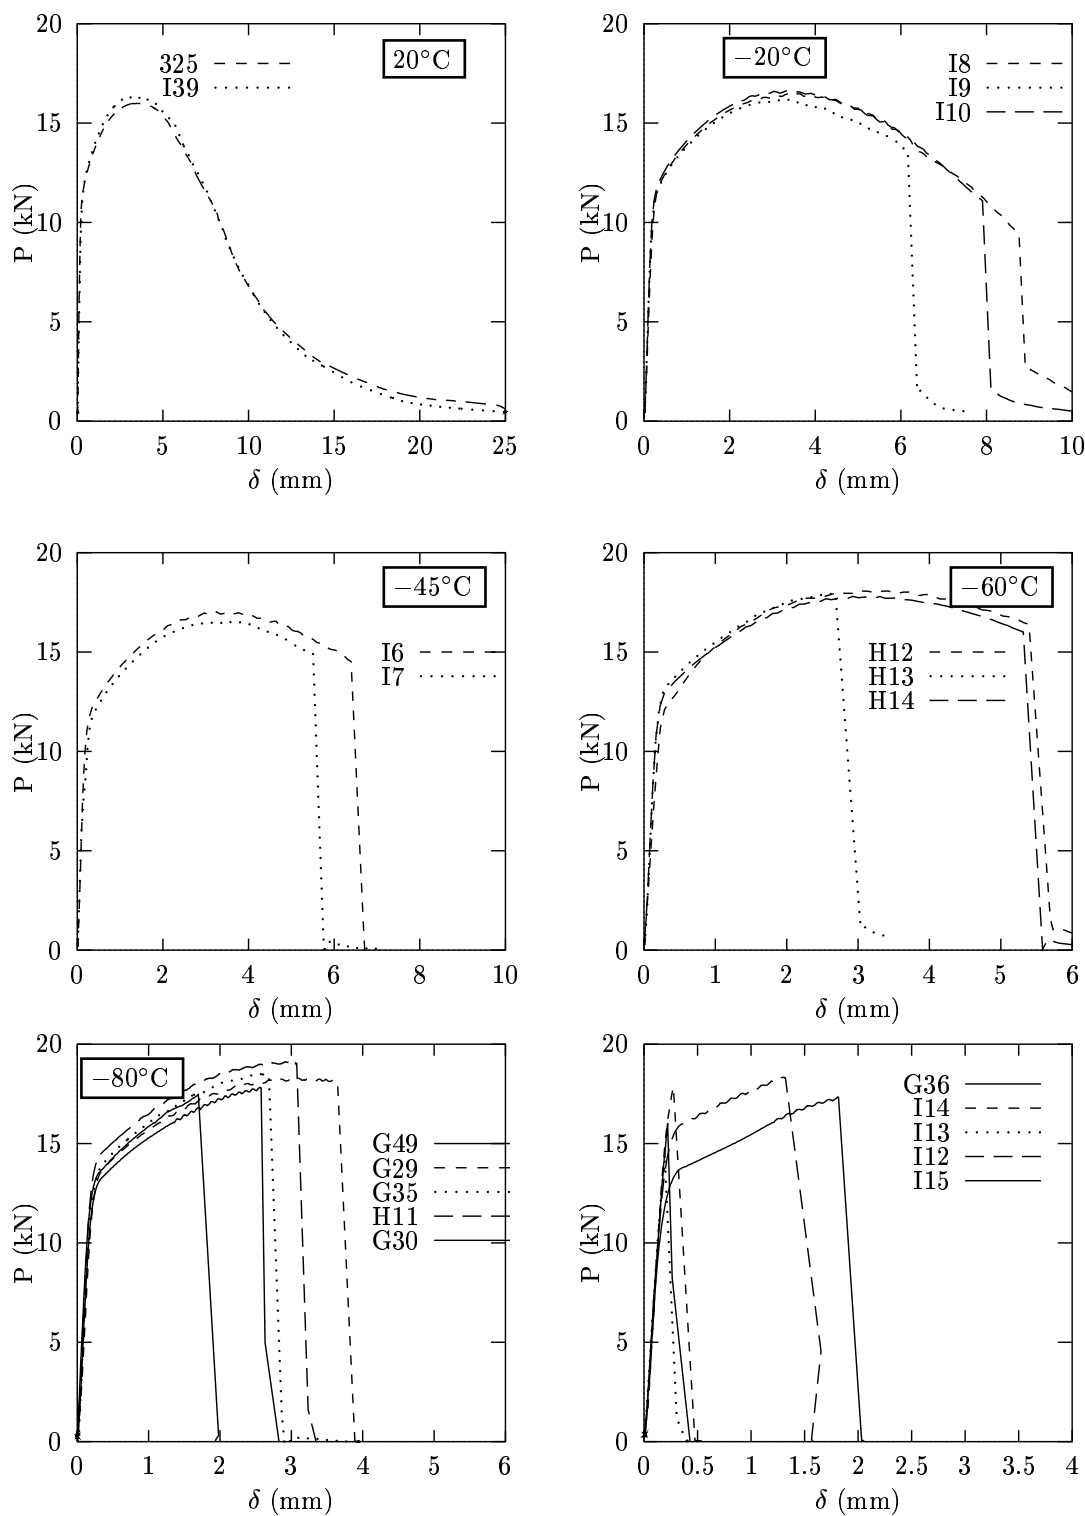 20
15
10
5
0
0 5 10 15 20 25
P (kN)
δ (mm)
325
I39
20°C
20
15
10
5
0
0 2 4 6 8 10
P (kN)
δ (mm)
−20°C
I8
I9
I10
20
15
10
5
0
0 2 4 6 8 10
P (kN)
δ (mm)
−45°C
I6
I7
20
15
10
5
0
0 1 2 3 4 5 6
P (kN)
δ (mm)
−60°C
H12
H13
H14
20
15
10
5
0
0 1 2 3 4 5 6
P (kN)
δ (mm)
−80°C
G49
G29
G35
H11
G30
20
15
10
5
0
0 0.5 1 1.5 2 2.5 3 3.5 4
P (kN)
δ (mm)
G36
I14
I13
I12
I15